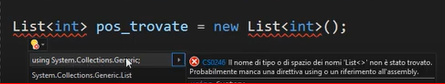 List<int> pos_trovate = new List<int>();
using System.Collections.Generic;
System.Collections.Generic.List
CS0246 Il nome di tipo o di spazio dei nomi 'List<>' non è stato trovato.
Probabilmente manca una direttiva using o un riferimento all'assembly.